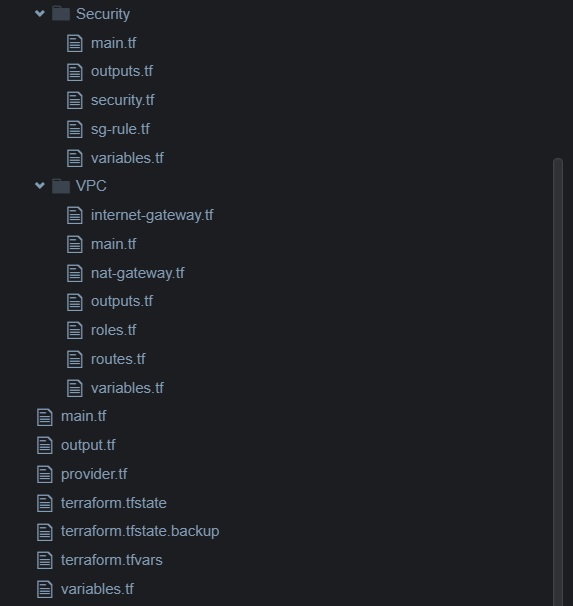 Security
main.tf
outputs.tf
security.tf
sg-rule.tf
variables.tf
VPC
internet-gateway.tf
main.tf
nat-gateway.tf
outputs.tf
roles.tf
routes.tf
variables.tf
main.tf
output.tf
provider.tf
terraform.tfstate
terraform.tfstate.backup
terraform.tfvars
variables.tf